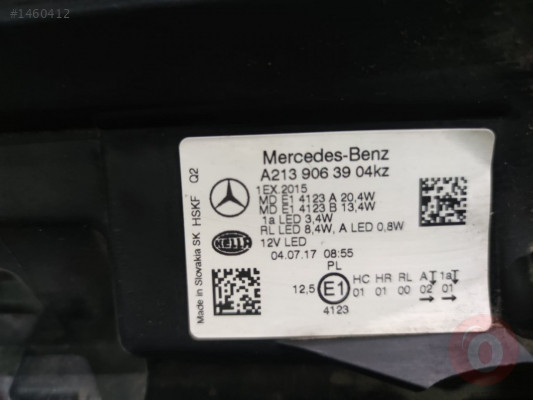 #1460412
Mercedes-Benz
A213 906 39 04kz
1EX 2015
MD E1 4123 A 20,4W
MD E1 4123 B 13,4W
1a LED 3,4W
RL LED 8,4W, A LED 0,8W
12V LED
04.07.17 08:55
PL
12,5 E1 HC HR RL A 1a
01 01 00 02 01
4123
HELLA
Made in Slovakia SK HSKF Q2